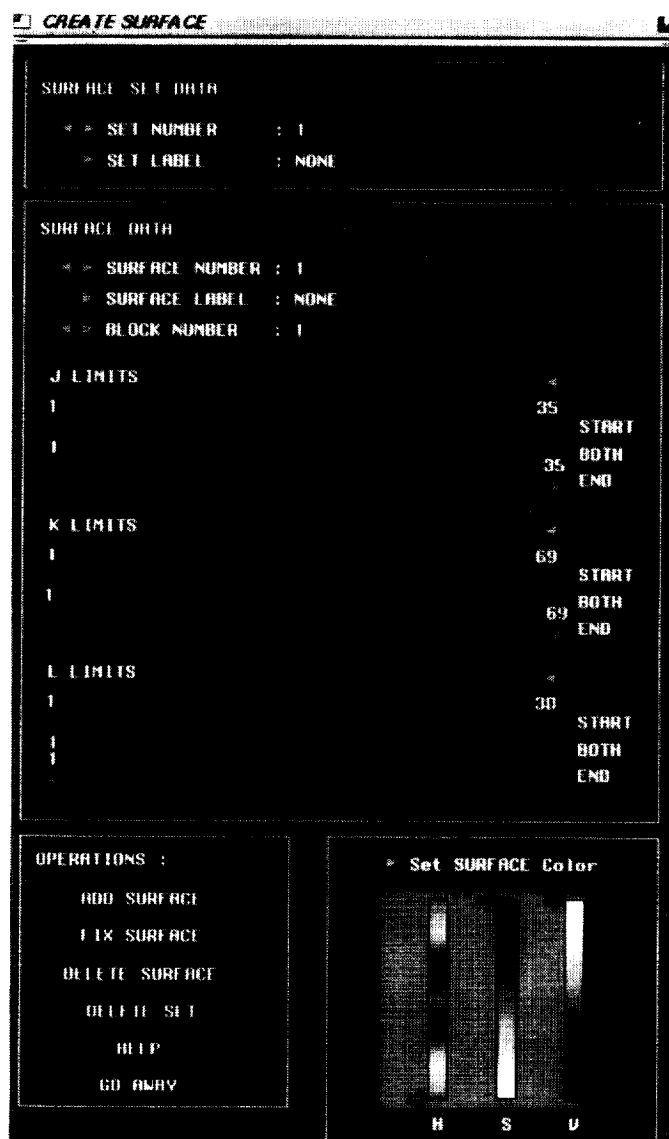 CREATE SURFACE
SURFACE SET DATA
SET NUMBER : 1
SET LABEL : NONE
SURFACE DATA
SURFACE NUMBER : 1
SURFACE LABEL : NONE
BLOCK NUMBER : 1
J LIMITS
1 35
START
1 BOTH
35
END
K LIMITS
1 69
START
1 BOTH
69
END
L LIMITS
1 30
START
1 BOTH
1
END
OPERATIONS :
ADD SURFACE
FIX SURFACE
DELETE SURFACE
DELETE SET
HELP
GO AWAY
Set SURFACE Color
H S V